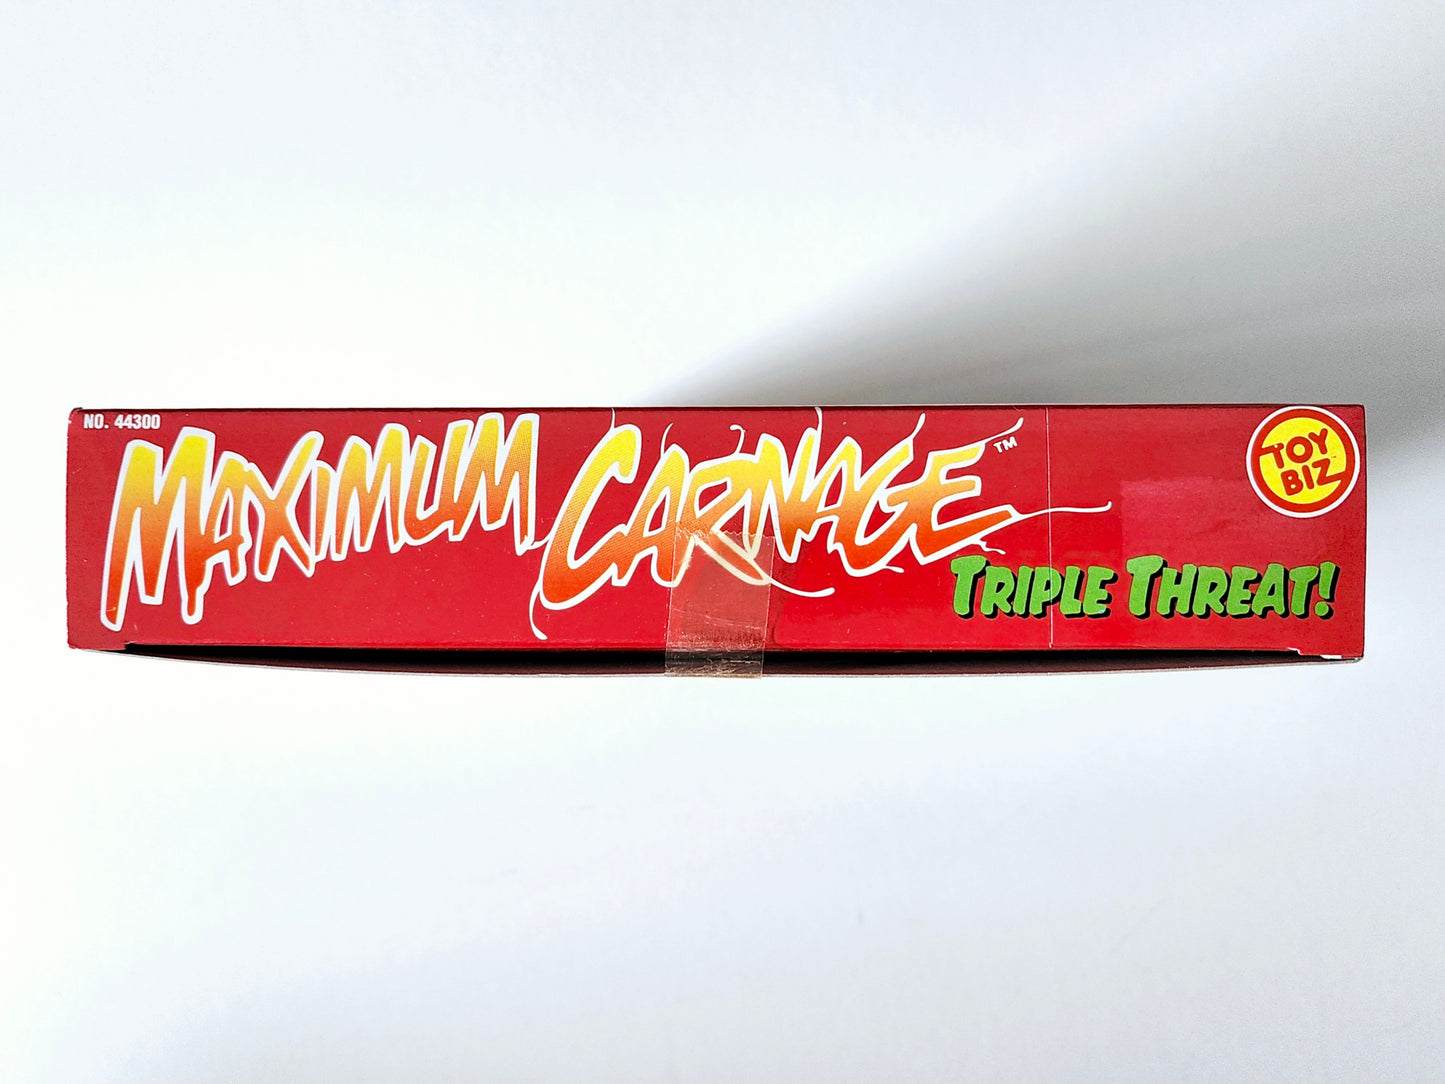 NO. 44300
MAXIMUM CARNAGE™
TRIPLE THREAT!
TOY
BIZ